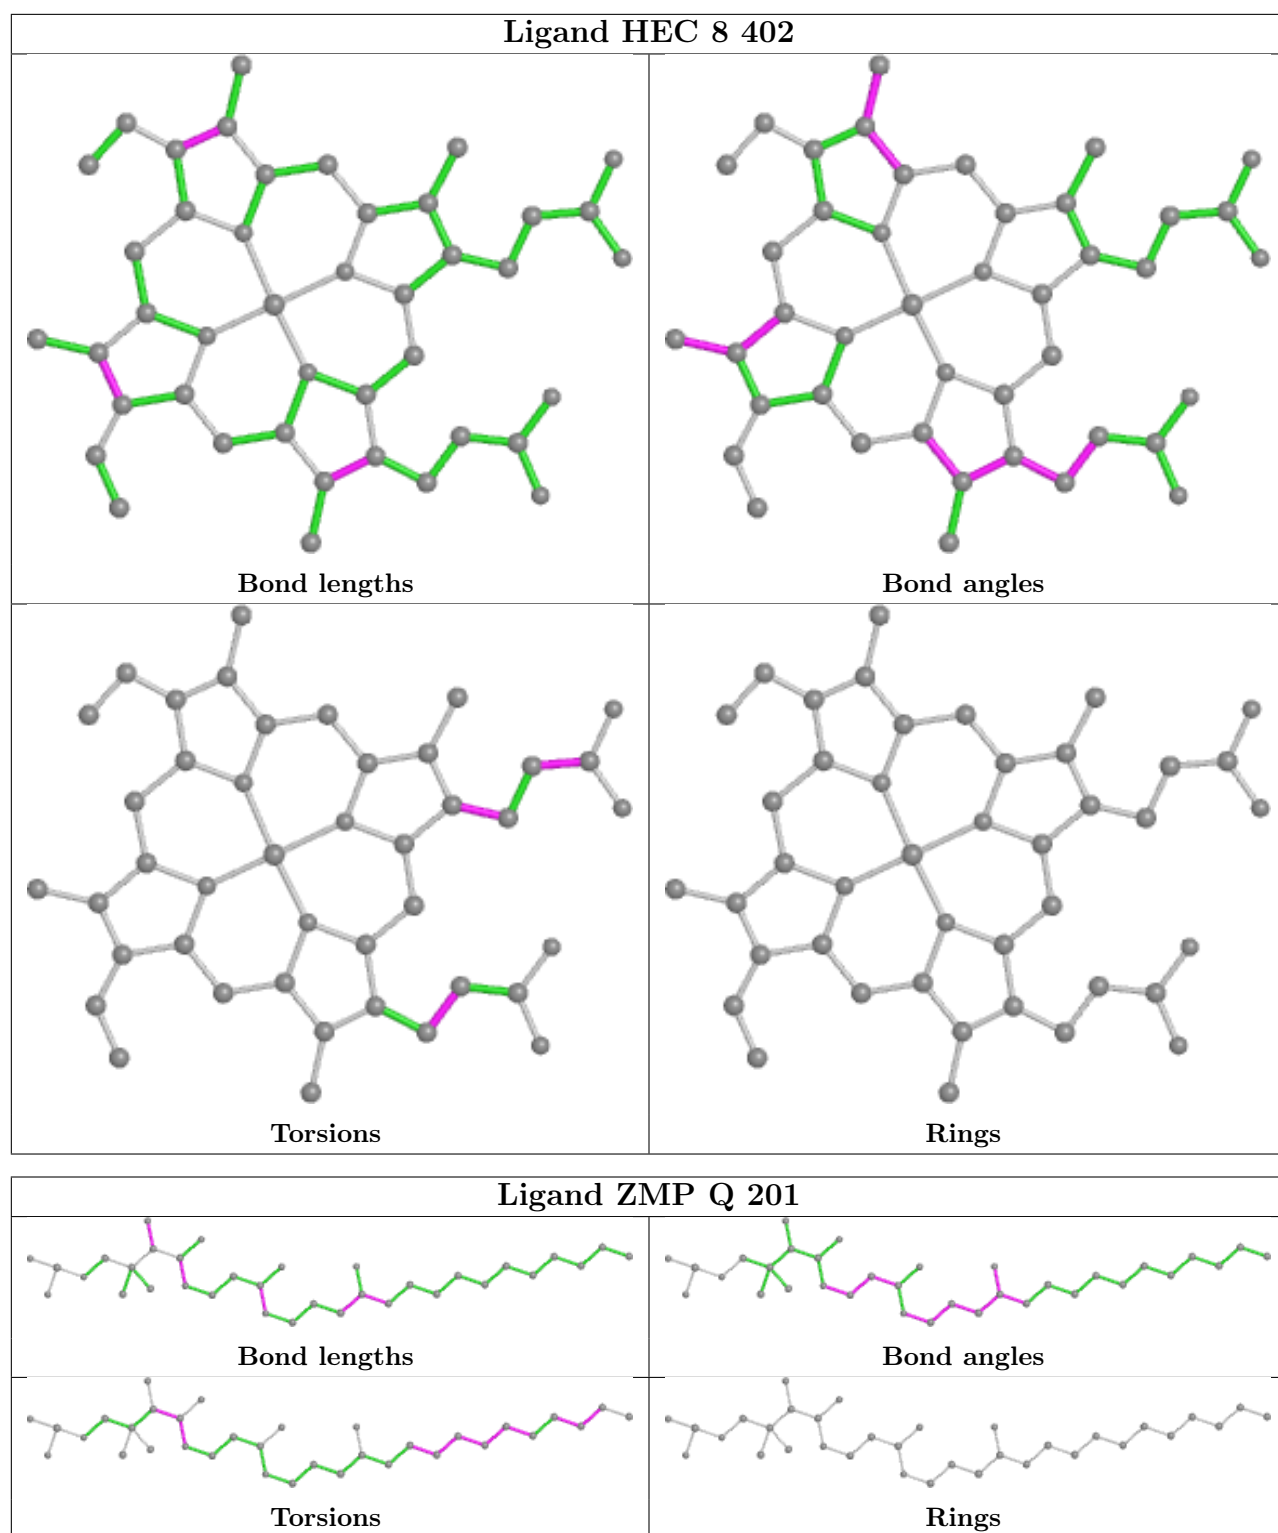 Ligand HEC 8 402
Bond lengths
Bond angles
Torsions
Rings
Ligand ZMP Q 201
Bond lengths
Bond angles
Torsions
Rings